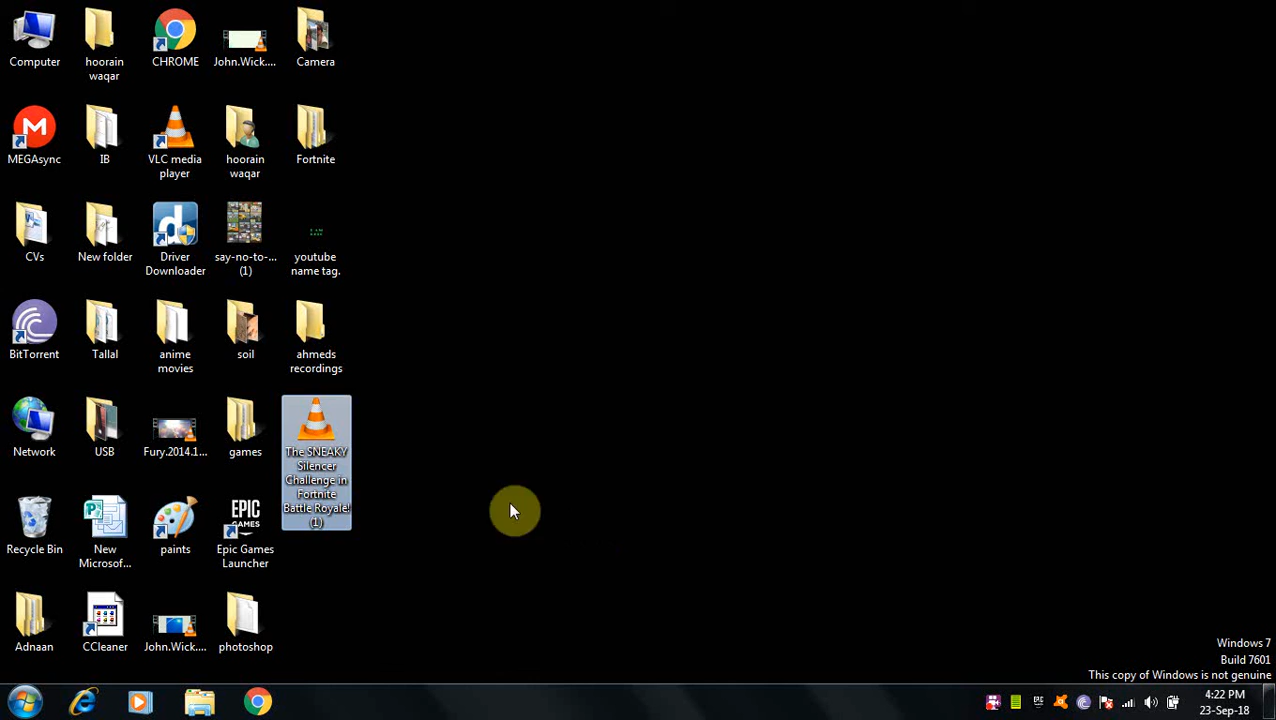 Computer
hoorain
waqar
CHROME
John.Wick....
Camera
MEGAsync
IB
VLC media
player
hoorain
waqar
Fortnite
CVs
New folder
Driver
Downloader
say-no-to-...
(1)
youtube
name tag.
BitTorrent
Tallal
anime
movies
soil
ahmeds
recordings
Network
USB
Fury.2014.1...
games
The SNEAKY
Silencer
Challenge in
Fortnite
Battle Royale!
(1)
Recycle Bin
New
Microsof...
paints
EPIC
GAMES
Epic Games
Launcher
Adnaan
CCleaner
John.Wick....
photoshop
Windows 7
Build 7601
This copy of Windows is not genuine
4:22 PM
23-Sep-18